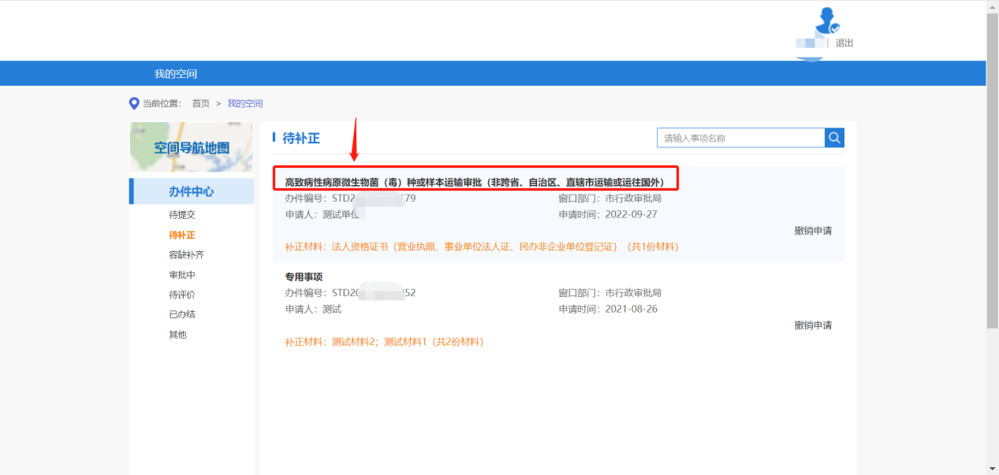 退出
我的空间
当前位置： 首页 > 我的空间
空间导航地图
办件中心
待提交
待补正
容缺补齐
审批中
待评价
已办结
其他
待补正
请输入事项名称
高致病性病原微生物菌（毒）种或样本运输审批（非跨省、自治区、直辖市运输或运往国外）
办件编号：STD2 179 窗口部门：市行政审批局
申请人：测试单位 申请时间：2022-09-27
撤销申请
补正材料：法人资格证书（营业执照、事业单位法人证、民办非企业单位登记证）（共1份材料）
专用事项
办件编号：STD20 52 窗口部门：市行政审批局
申请人：测试 申请时间：2021-08-26
撤销申请
补正材料：测试材料2；测试材料1（共2份材料）